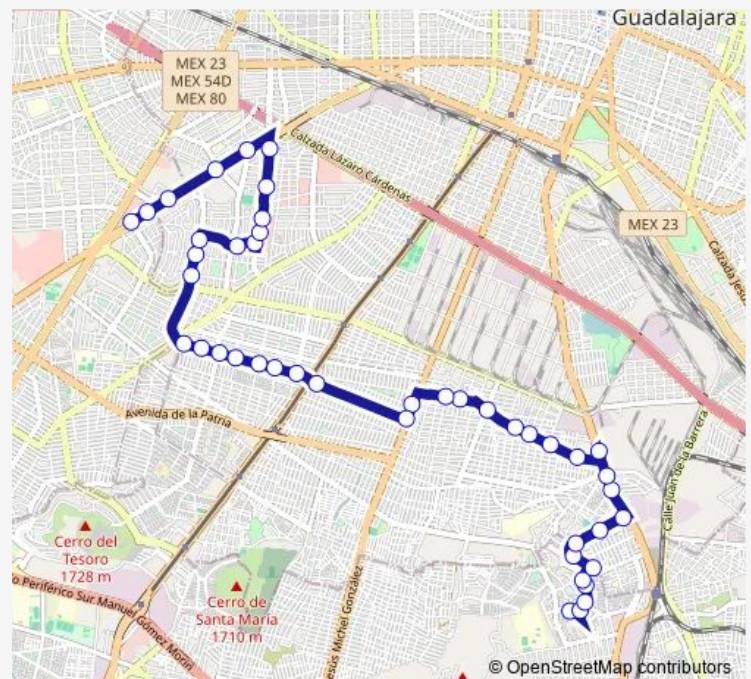 Guadalajara
MEX 23
MEX 54D
MEX 80
Calzada Lázaro Cárdenas
MEX 23
Calzada Jesú
Avenida de la Patria
Calle Juan de la Barrera
Cerro del
Tesoro
1728 m
o Periférico Sur Manuel Gómez Morín
Cerro de
Santa María
1710 m
esús Michel González
© OpenStreetMap contributors